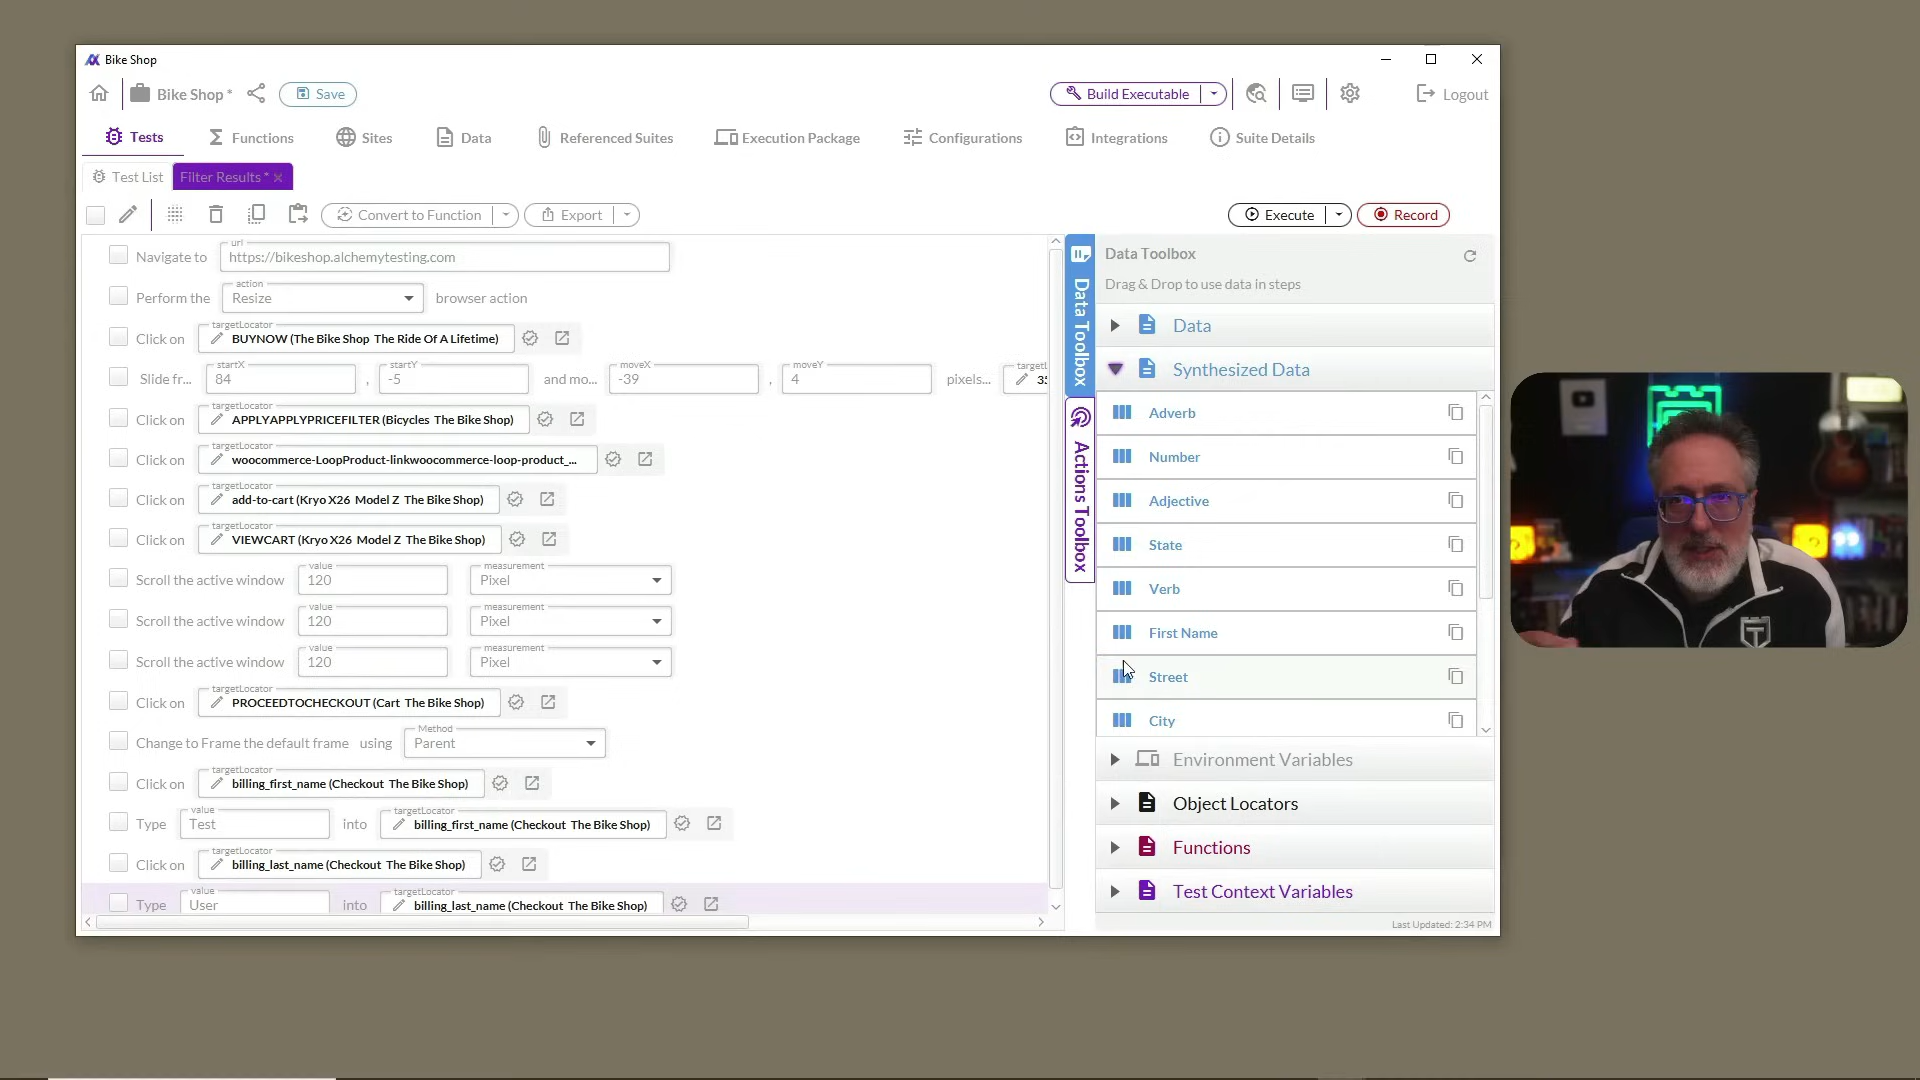 Bike Shop
Bike Shop *
Save
Build Executable
Logout
Tests
Functions
Sites
Data
Referenced Suites
Execution Package
Configurations
Integrations
Suite Details
Test List
Filter Results *
Convert to Function
Export
Execute
Record
url
Navigate to https://bikeshop.alchemytesting.com
action
Perform the Resize browser action
targetLocator
Click on BUYNOW (The Bike Shop The Ride Of A Lifetime)
startX startY moveX moveY targetL
Slide fr... 84 , -5 and mo... -39 , 4 pixels...
targetLocator
Click on APPLYAPPLYPRICEFILTER (Bicycles The Bike Shop)
targetLocator
Click on woocommerce-LoopProduct-linkwoocommerce-loop-product_...
targetLocator
Click on add-to-cart (Kryo X26 Model Z The Bike Shop)
targetLocator
Click on VIEWCART (Kryo X26 Model Z The Bike Shop)
value measurement
Scroll the active window 120 Pixel
value measurement
Scroll the active window 120 Pixel
value measurement
Scroll the active window 120 Pixel
targetLocator
Click on PROCEEDTOCHECKOUT (Cart The Bike Shop)
Method
Change to Frame the default frame using Parent
targetLocator
Click on billing_first_name (Checkout The Bike Shop)
value targetLocator
Type Test into billing_first_name (Checkout The Bike Shop)
targetLocator
Click on billing_last_name (Checkout The Bike Shop)
value targetLocator
Type User into billing_last_name (Checkout The Bike Shop)
Data Toolbox
Actions Toolbox
Data Toolbox
Drag & Drop to use data in steps
Data
Synthesized Data
Adverb
Number
Adjective
State
Verb
First Name
Street
City
Environment Variables
Object Locators
Functions
Test Context Variables
Last Updated: 2:34 PM